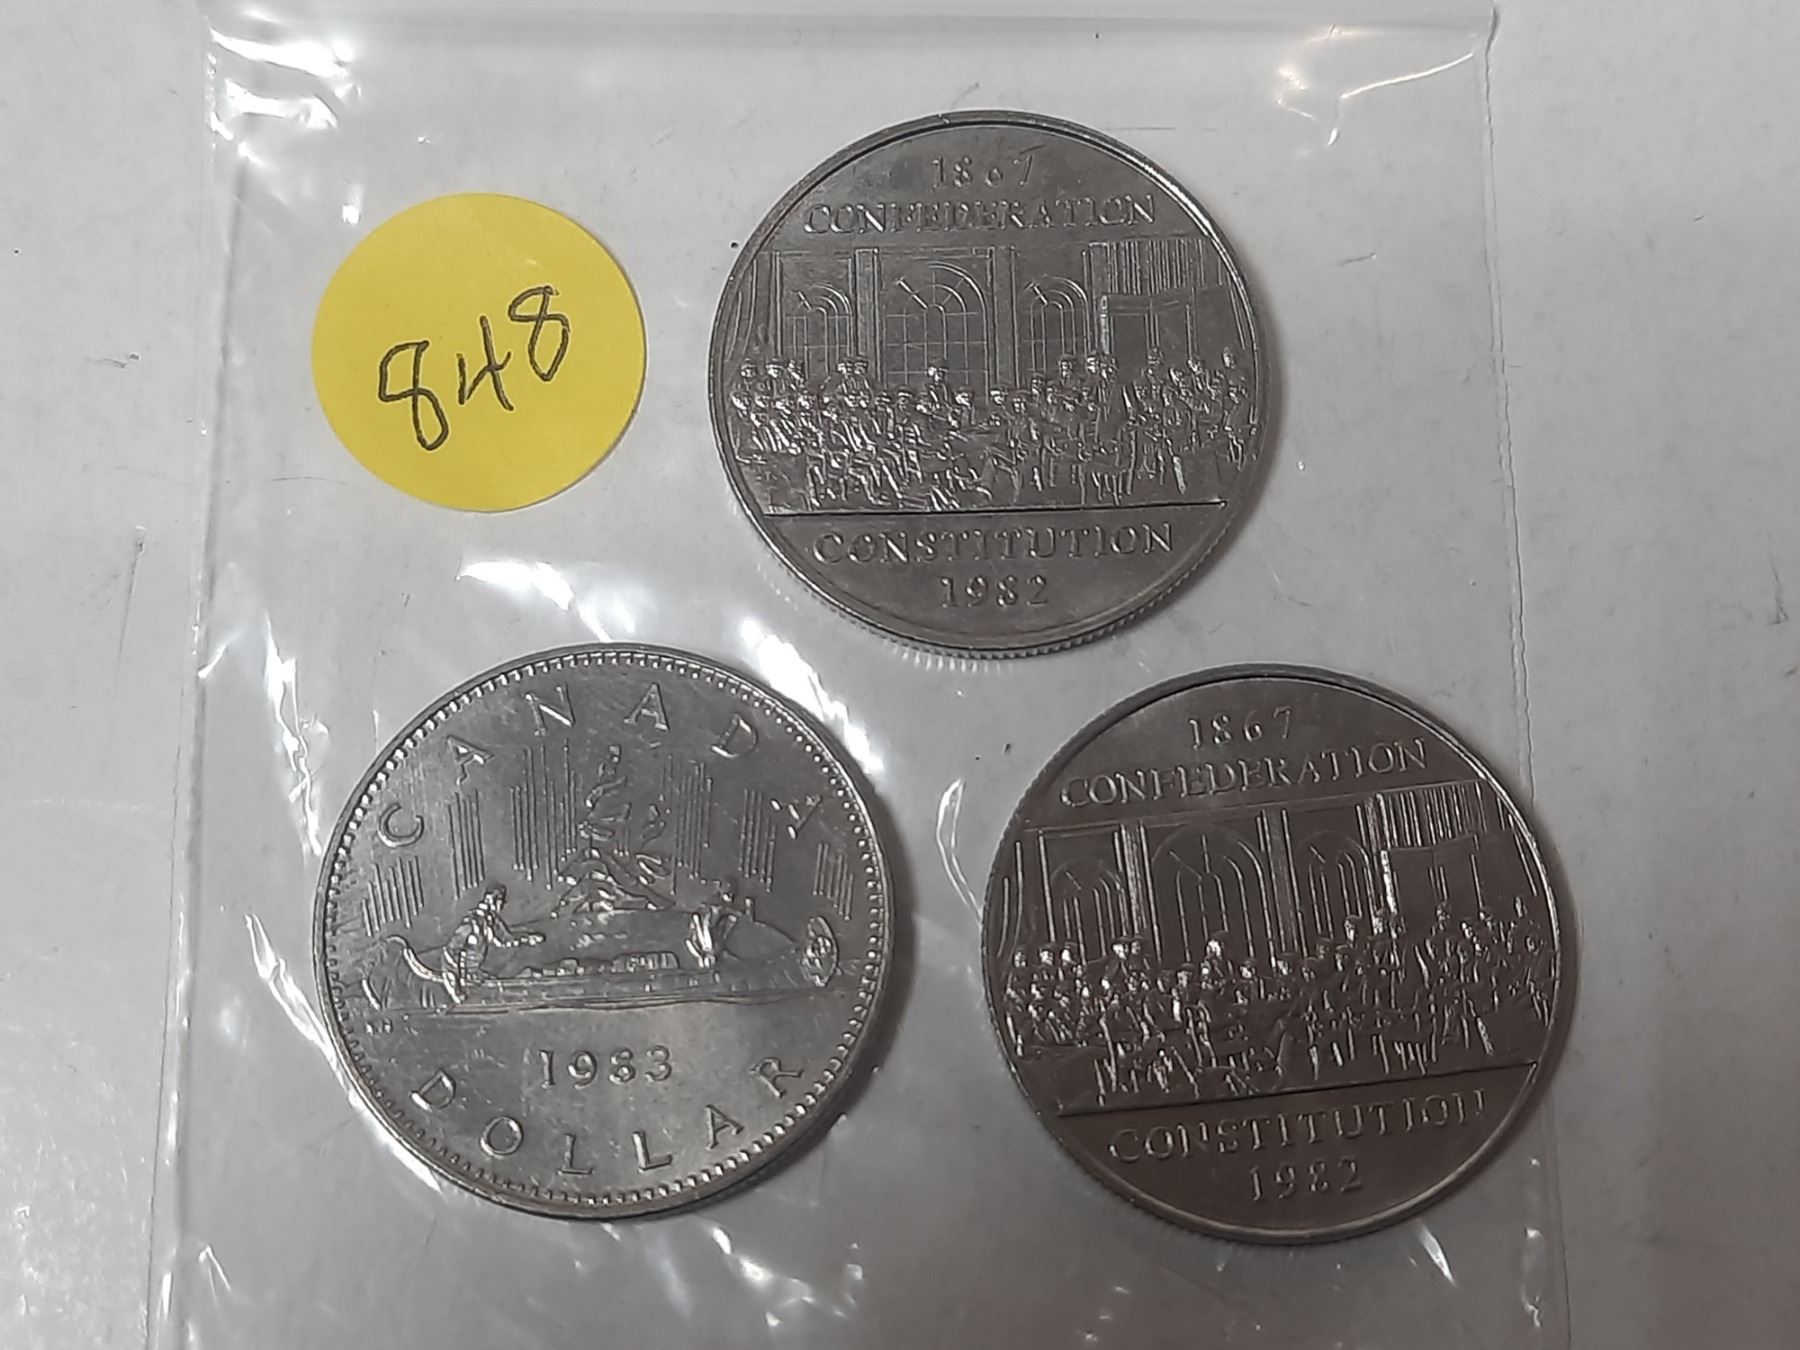 848
1867
CONFEDERATION
CONSTITUTION
1982
CANADA
1983
DOLLAR
1867
CONFEDERATION
CONSTITUTION
1982